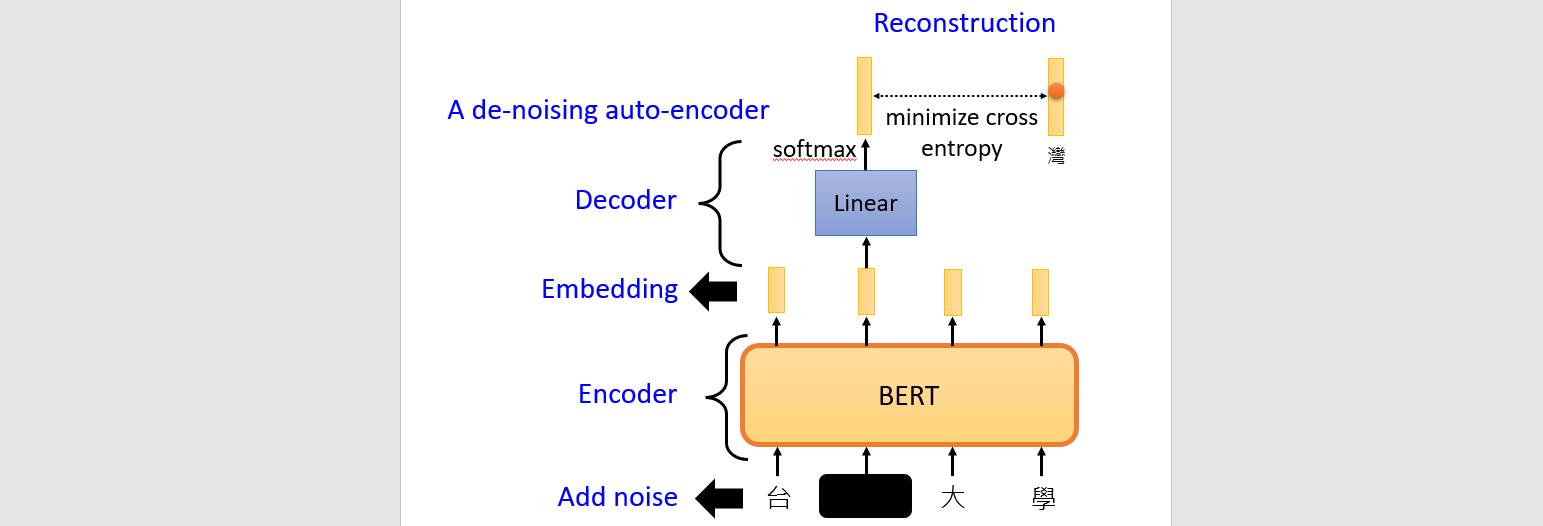 Reconstruction
A de-noising auto-encoder
minimize cross
entropy
softmax
灣
Decoder
Linear
Embedding
Encoder
BERT
Add noise
台
大
學